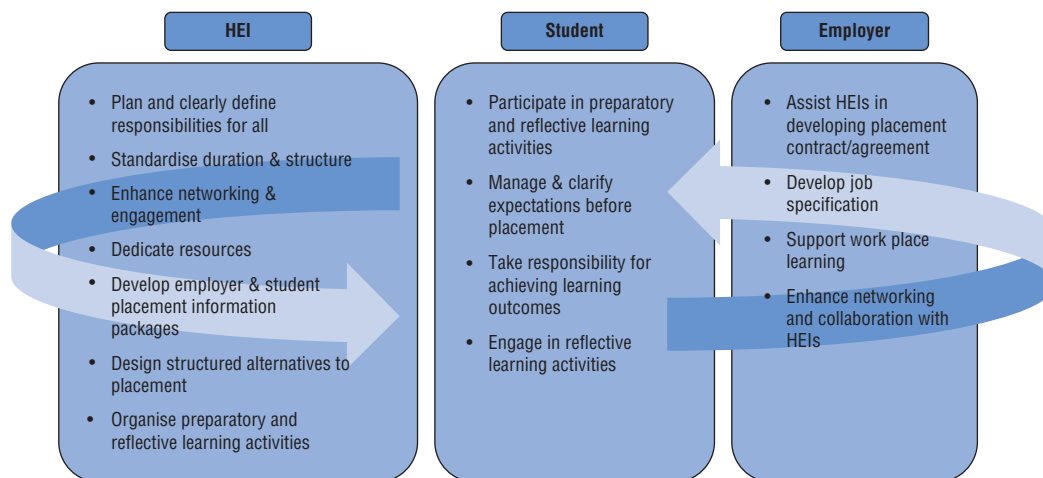 HEI
• Plan and clearly define
responsibilities for all
• Standardise duration & structure
• Enhance networking &
engagement
• Dedicate resources
• Develop employer & student
placement information
packages
• Design structured alternatives to
placement
• Organise preparatory and
reflective learning activities
Student
• Participate in preparatory
and reflective learning
activities
• Manage & clarify
expectations before
placement
• Take responsibility for
achieving learning
outcomes
• Engage in reflective
learning activities
Employer
• Assist HEIs in
developing placement
contract/agreement
• Develop job
specification
• Support work place
learning
• Enhance networking
and collaboration with
HEIs